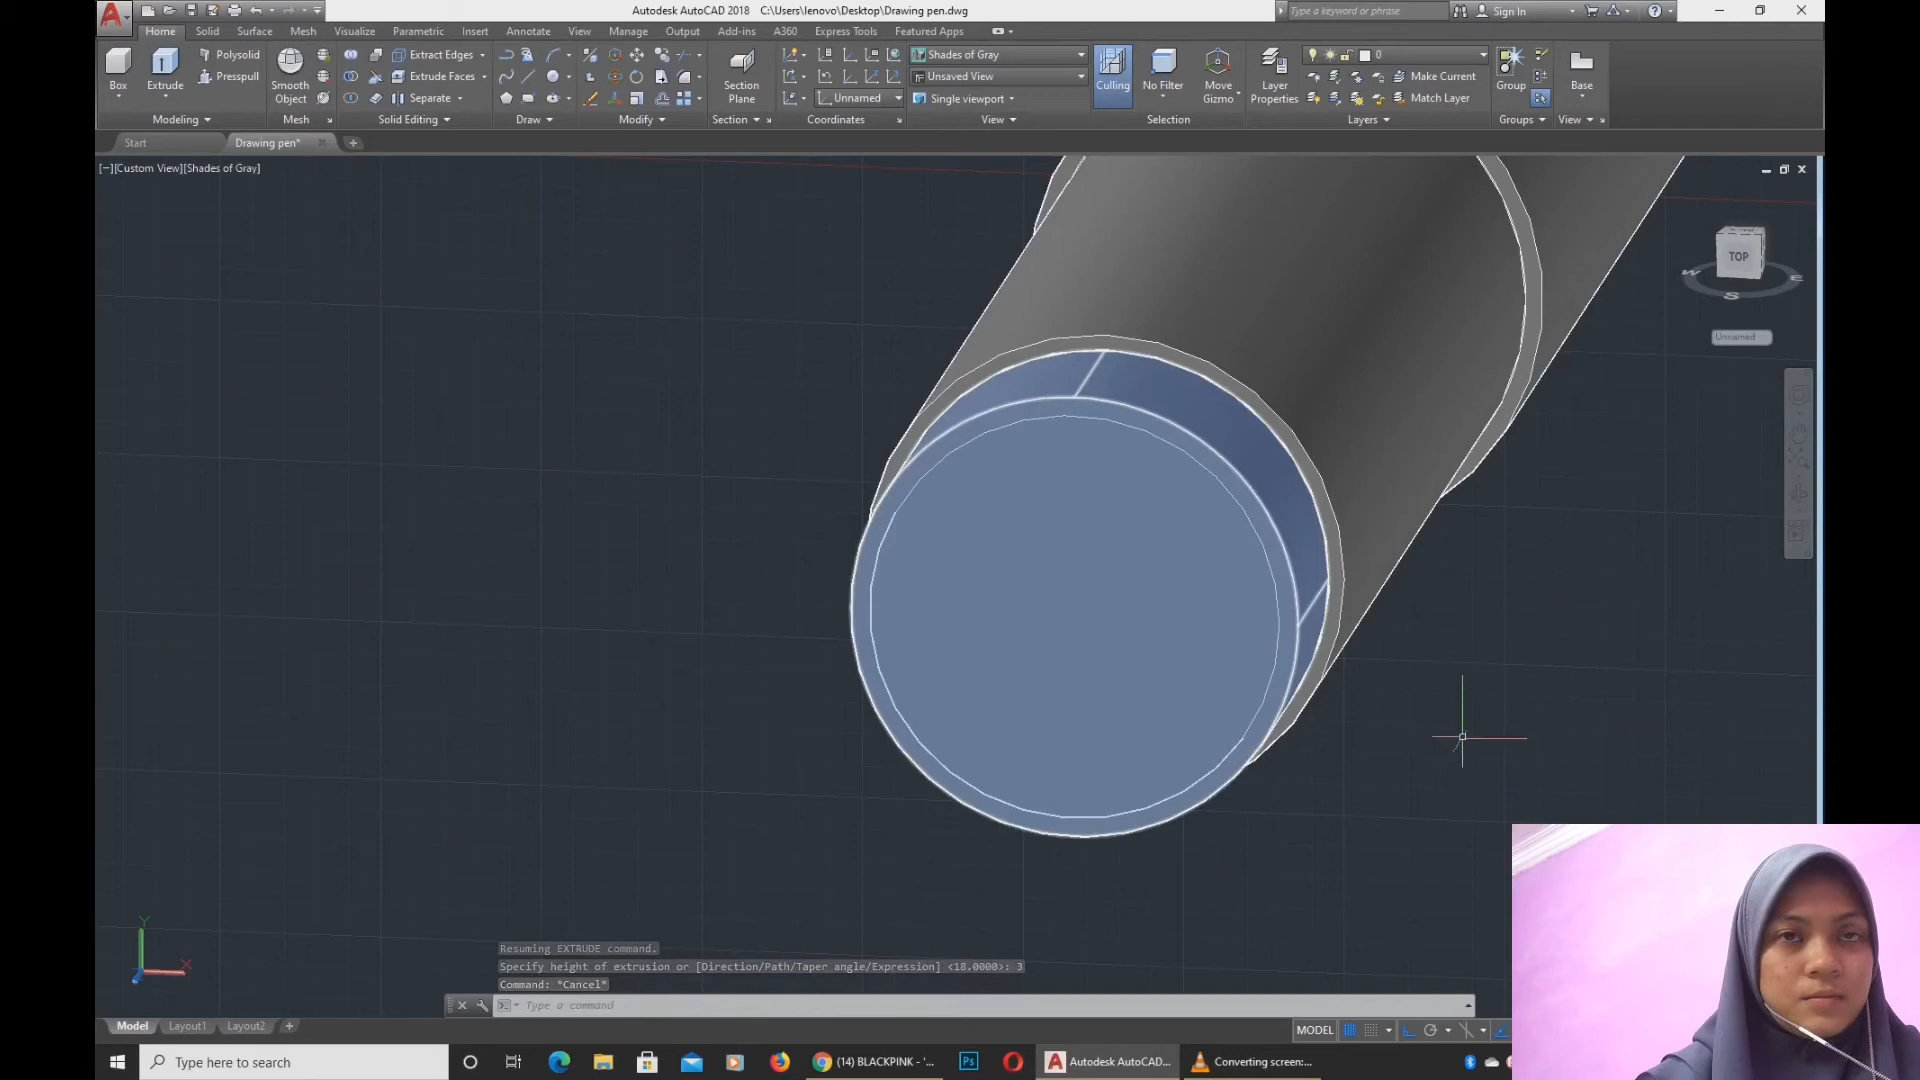 Autodesk AutoCAD 2018 C:\Users\lenovo\Desktop\Drawing pen.dwg
Type a keyword or phrase
Sign In
Home Solid Surface Mesh Visualize Parametric Insert Annotate View Manage Output Add-ins A360 Express Tools Featured Apps
Box
Extrude
Polysolid
Presspull
Smooth Object
Extract Edges
Extrude Faces
Separate
Section Plane
Unnamed
Shades of Gray
Unsaved View
Single viewport
Culling
No Filter
Move Gizmo
Layer Properties
0
Make Current
Match Layer
Group
Base
Modeling Mesh Solid Editing Draw Modify Section Coordinates View Selection Layers Groups View
Start Drawing pen*
[−][Custom View][Shades of Gray]
TOP
W
E
S
Unnamed
Y
X
Resuming EXTRUDE command.
Specify height of extrusion or [Direction/Path/Taper angle/Expression] <18.0000>: 3
Command: *Cancel*
Type a command
Model Layout1 Layout2
MODEL
Type here to search
(14) BLACKPINK - '...
Ps
Autodesk AutoCAD...
Converting screen:...